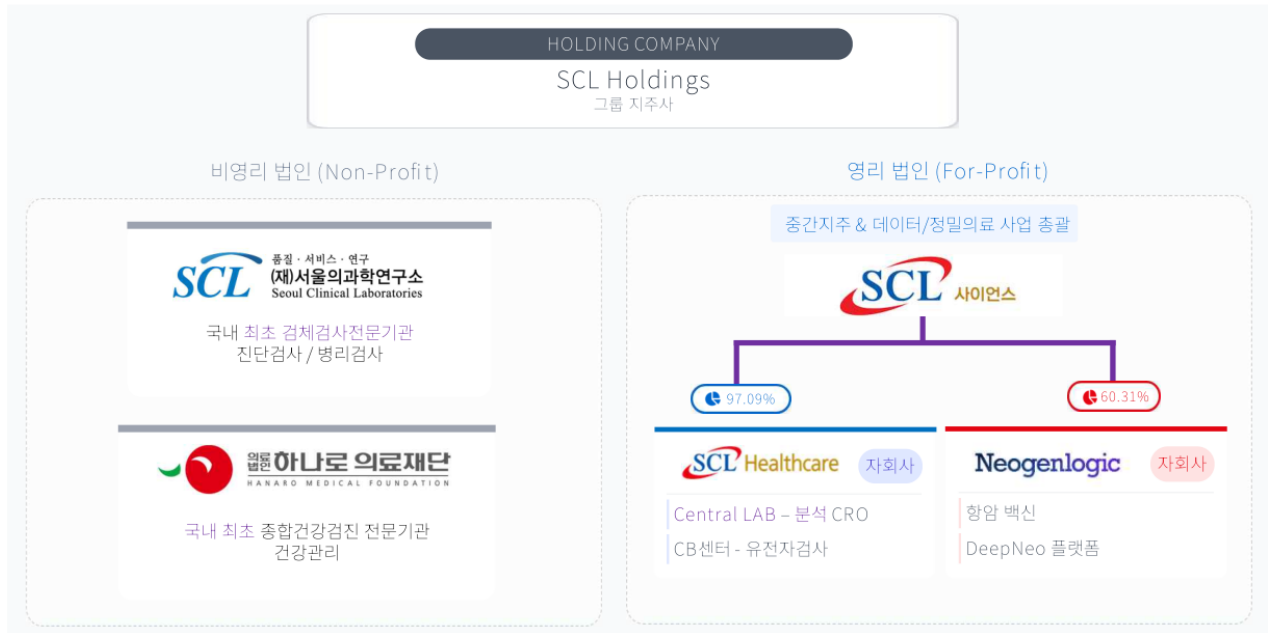 HOLDING COMPANY
SCL Holdings
그룹 지주사
비영리 법인 (Non-Profit)
SCL
품질 · 서비스 · 연구
(재)서울의과학연구소
Seoul Clinical Laboratories
국내 최초 검체검사전문기관
진단검사 / 병리검사
의료법인 하나로 의료재단
HANARO MEDICAL FOUNDATION
국내 최초 종합건강검진 전문기관
건강관리
영리 법인 (For-Profit)
중간지주 & 데이터/정밀의료 사업 총괄
SCL 사이언스
97.09%
60.31%
SCL Healthcare 자회사
Central LAB – 분석 CRO
CB센터 - 유전자검사
Neogenlogic 자회사
항암 백신
DeepNeo 플랫폼